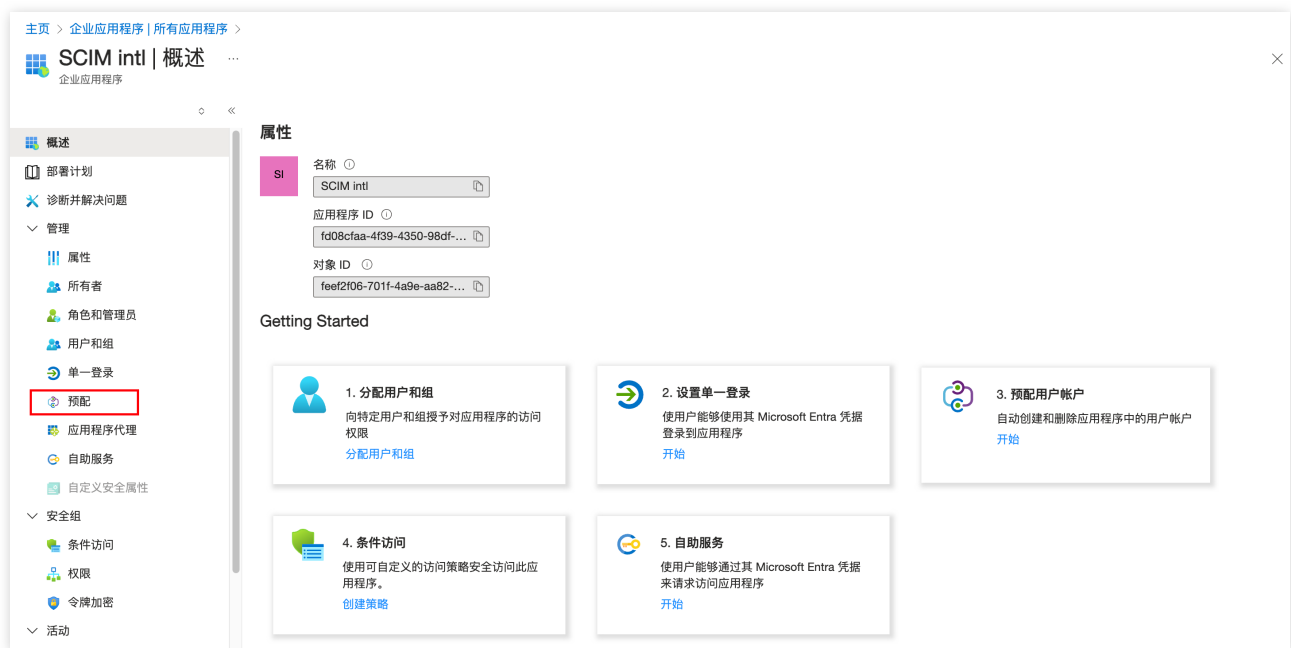 主页 > 企业应用程序 | 所有应用程序 >
SCIM intl | 概述 ...
企业应用程序
概述
部署计划
诊断并解决问题
管理
属性
所有者
角色和管理员
用户和组
单一登录
预配
应用程序代理
自助服务
自定义安全属性
安全组
条件访问
权限
令牌加密
活动
属性
SI
名称
SCIM intl
应用程序 ID
fd08cfaa-4f39-4350-98df-...
对象 ID
feef2f06-701f-4a9e-aa82-...
Getting Started
1. 分配用户和组
向特定用户和组授予对应用程序的访问
权限
分配用户和组
2. 设置单一登录
使用户能够使用其 Microsoft Entra 凭据
登录到应用程序
开始
3. 预配用户帐户
自动创建和删除应用程序中的用户帐户
开始
4. 条件访问
使用可自定义的访问策略安全访问此应
用程序。
创建策略
5. 自助服务
使用户能够通过其 Microsoft Entra 凭据
来请求访问应用程序
开始